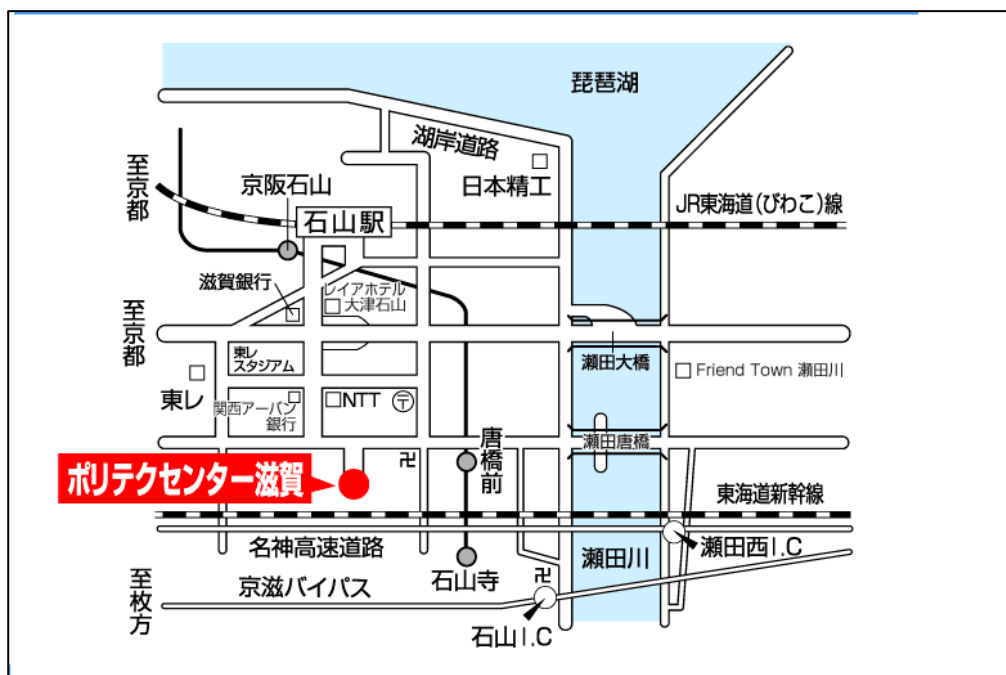 琵琶湖
湖岸道路
日本精工
至京都
京阪石山
石山駅
JR東海道(びわこ)線
滋賀銀行
レイアホテル
大津石山
至京都
瀬田大橋
東レ
スタジアム
Friend Town 瀬田川
東レ
関西アーバン
銀行
NTT
〒
瀬田唐橋
唐橋前
卍
ポリテクセンター滋賀
東海道新幹線
名神高速道路
瀬田川
瀬田西I.C
石山寺
卍
京滋バイパス
至枚方
石山I.C